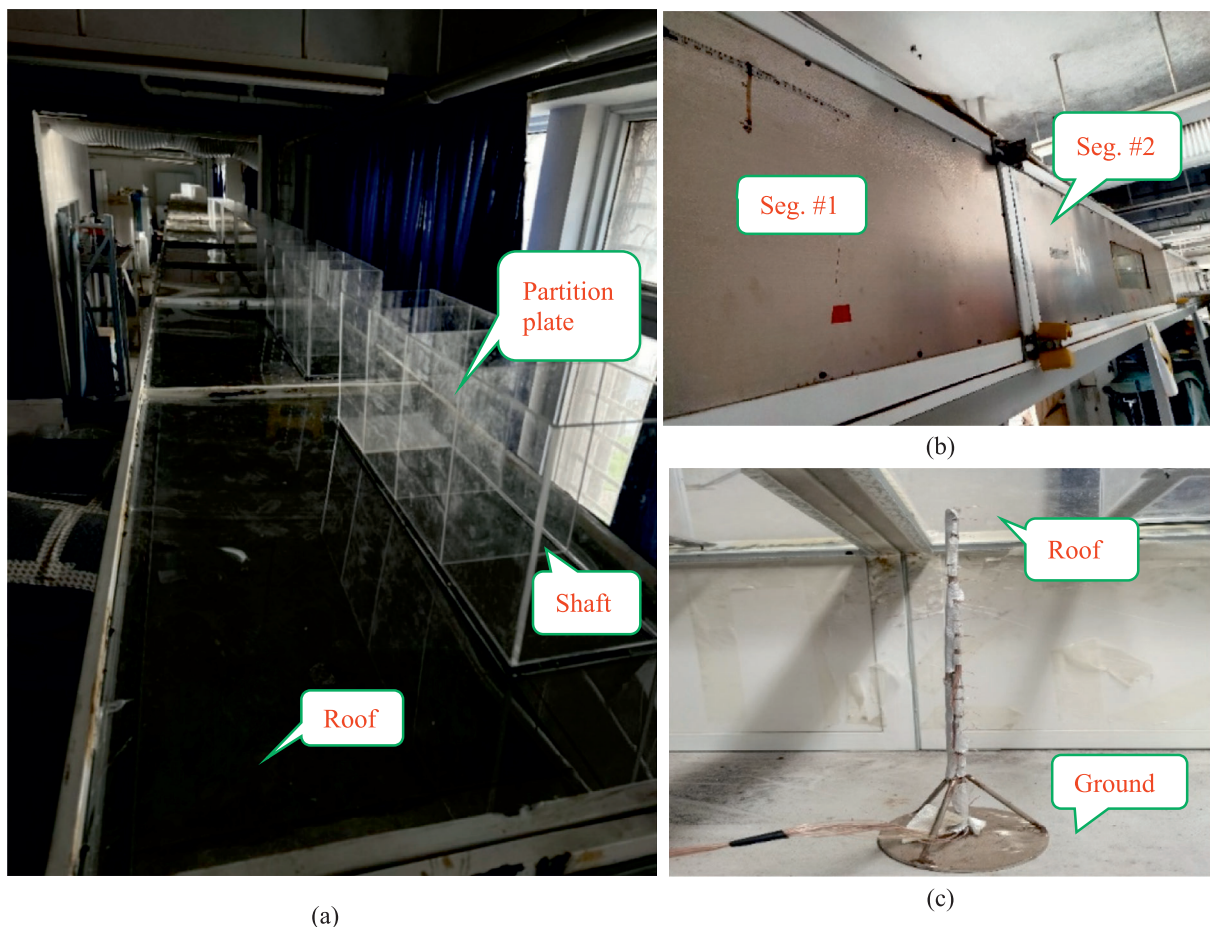 Partition
plate
Shaft
Roof
(a)
Seg. #1
Seg. #2
(b)
Roof
Ground
(c)